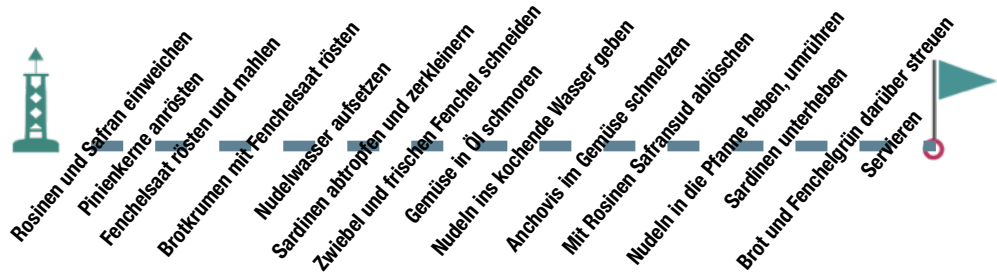 Rosinen und Safran einweichen
Pinienkerne anrösten
Fenchelsaat rösten und mahlen
Brotkrumen mit Fenchelsaat rösten
Nudelwasser aufsetzen
Sardinen abtropfen und zerkleinern
Zwiebel und frischen Fenchel schneiden
Gemüse in Öl schmoren
Nudeln ins kochende Wasser geben
Anchovis im Gemüse schmelzen
Mit Rosinen Safransud ablöschen
Nudeln in die Pfanne heben, umrühren
Sardinen unterheben
Brot und Fenchelgrün darüber streuen
Servieren